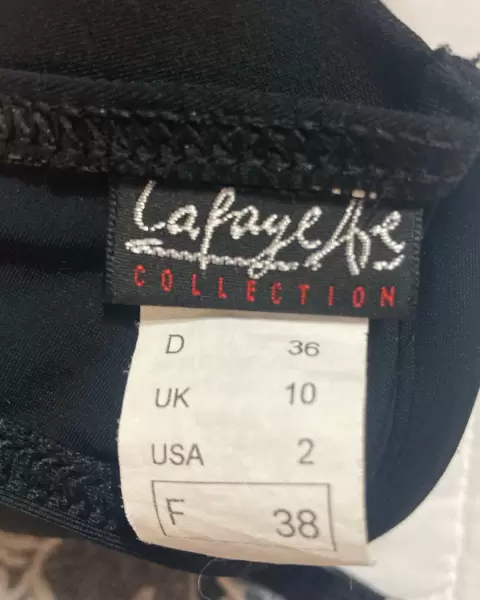 Lafayette
COLLECTION
D 36
UK 10
USA 2
F 38